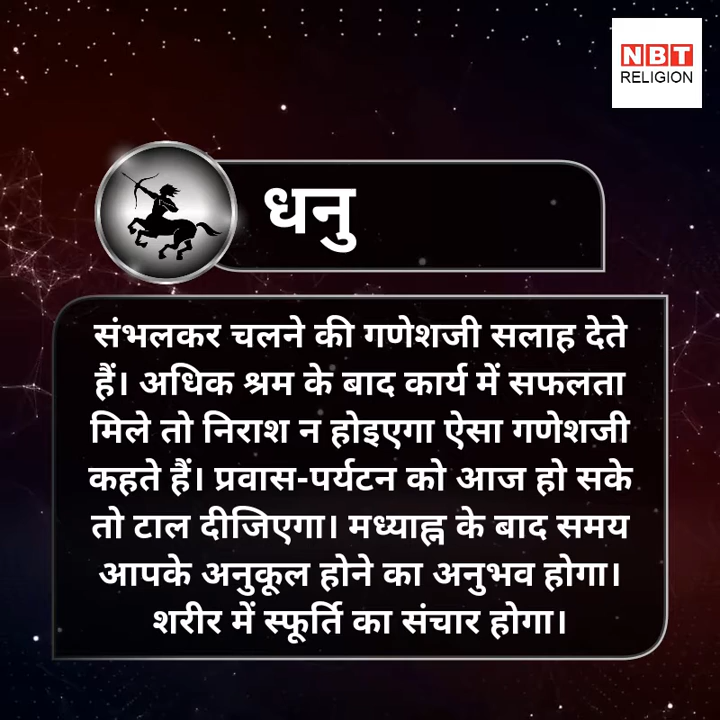 NBT
RELIGION
धनु
संभलकर चलने की गणेशजी सलाह देते
हैं। अधिक श्रम के बाद कार्य में सफलता
मिले तो निराश न होइएगा ऐसा गणेशजी
कहते हैं। प्रवास-पर्यटन को आज हो सके
तो टाल दीजिएगा। मध्याह्न के बाद समय
आपके अनुकूल होने का अनुभव होगा।
शरीर में स्फूर्ति का संचार होगा।